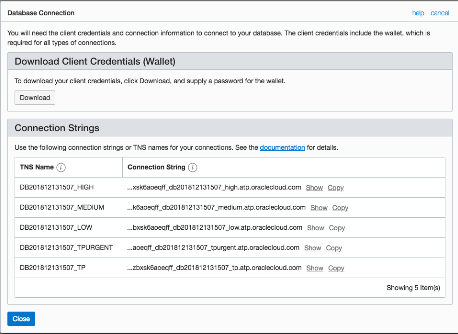 Database Connection
help cancel
You will need the client credentials and connection information to connect to your database. The client credentials include the wallet, which is
required for all types of connections.
Download Client Credentials (Wallet)
To download your client credentials, click Download, and supply a password for the wallet.
Download
Connection Strings
Use the following connection strings or TNS names for your connections. See the documentation for details.
TNS Name i Connection String i
DB201812131507_HIGH ...xsk6aoeqff_db201812131507_high.atp.oraclecloud.com Show Copy
DB201812131507_MEDIUM ...k6aoeqff_db201812131507_medium.atp.oraclecloud.com Show Copy
DB201812131507_LOW ...bxsk6aoeqff_db201812131507_low.atp.oraclecloud.com Show Copy
DB201812131507_TPURGENT ...aoeqff_db201812131507_tpurgent.atp.oraclecloud.com Show Copy
DB201812131507_TP ...zbxsk6aoeqff_db201812131507_tp.atp.oraclecloud.com Show Copy
Showing 5 Item(s)
Close